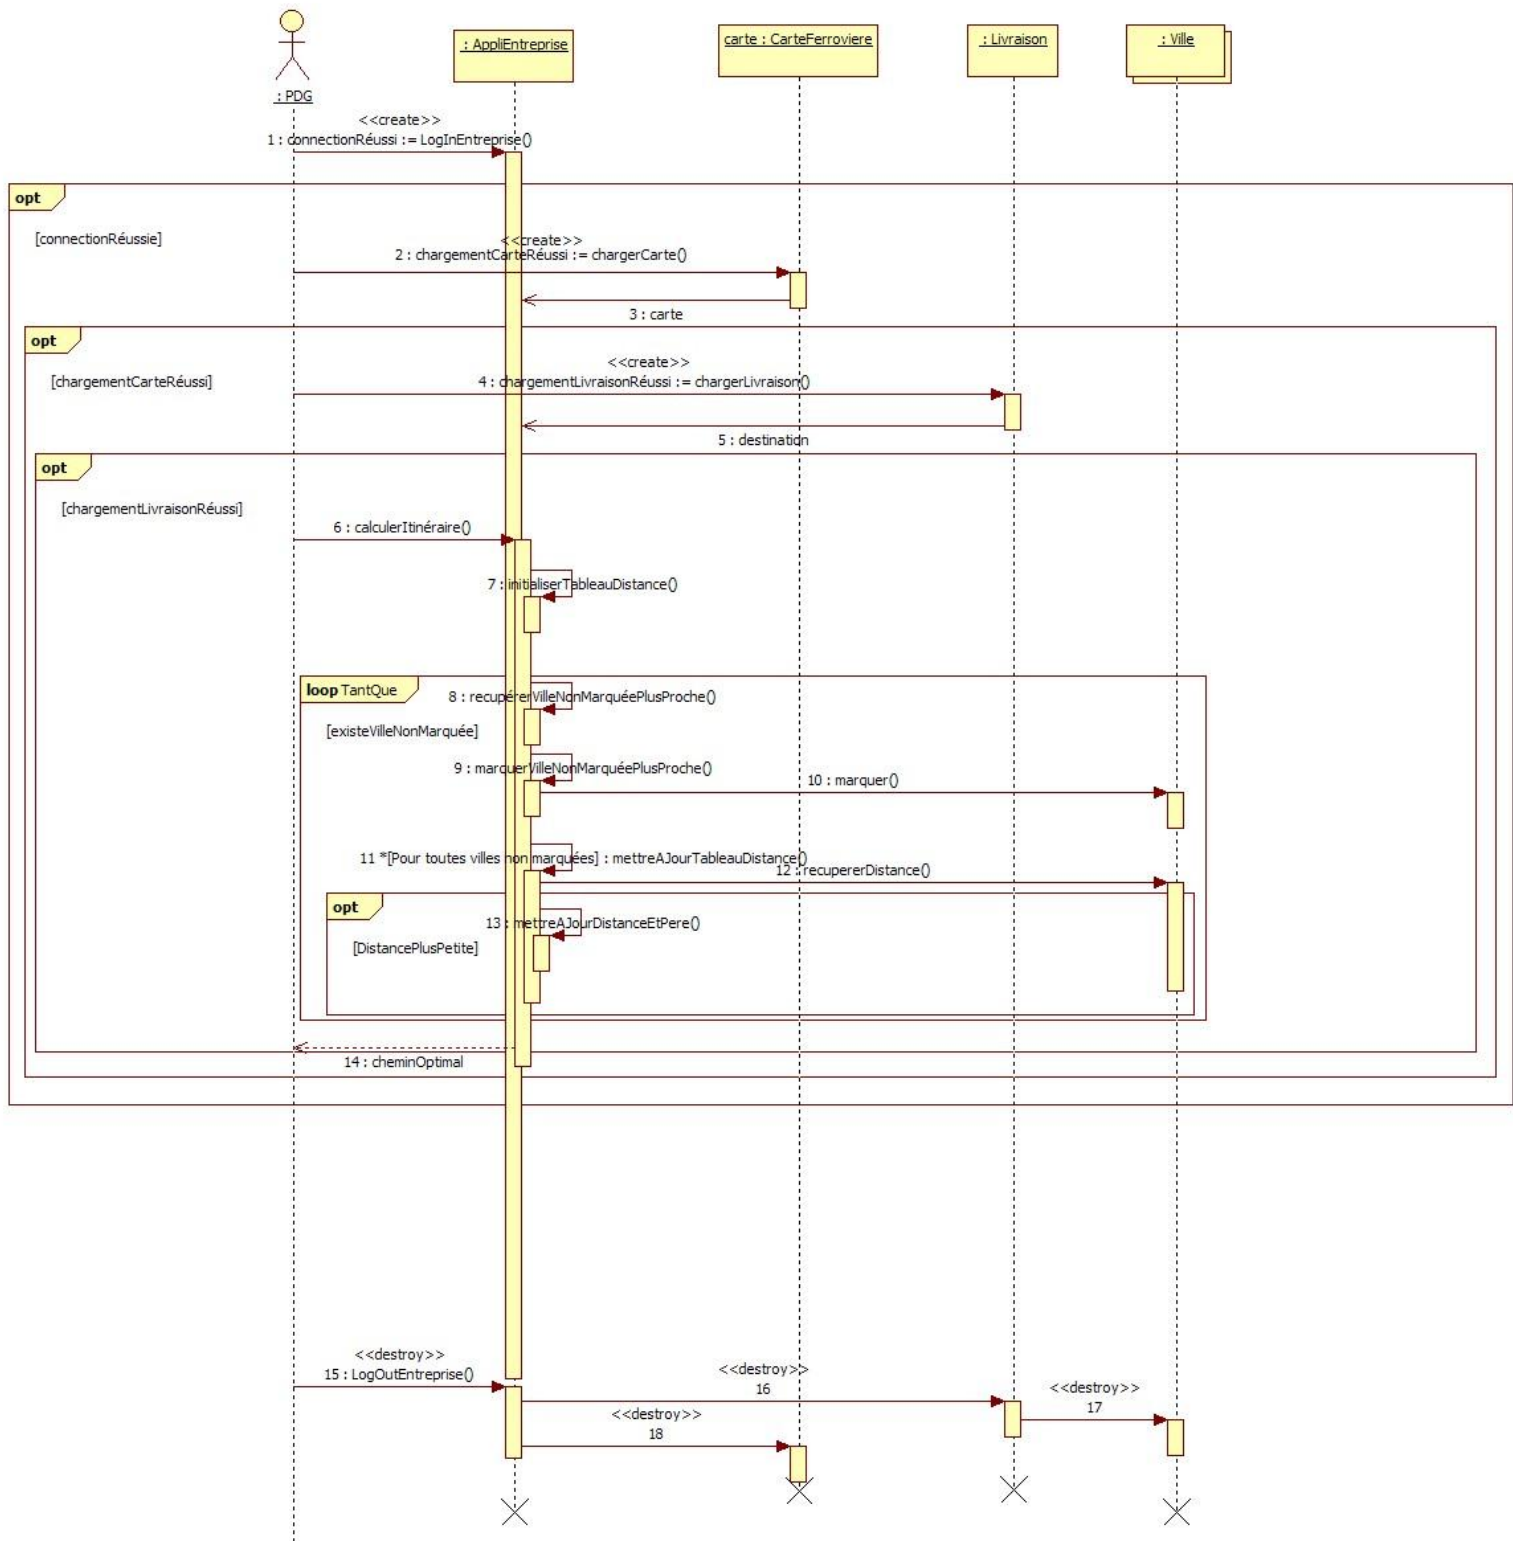 : PDG
: AppliEntreprise
carte : CarteFerroviere
: Livraison
: Ville
<<create>>
1 : connectionRéussi := LogInEntreprise()
opt
[connectionRéussie]
<<create>>
2 : chargementCarteRéussi := chargerCarte()
3 : carte
opt
[chargementCarteRéussi]
<<create>>
4 : chargementLivraisonRéussi := chargerLivraison()
5 : destination
opt
[chargementLivraisonRéussi]
6 : calculerItinéraire()
7 : initialiserTableauDistance()
loop TantQue
8 : recupérerVilleNonMarquéePlusProche()
[existeVilleNonMarquée]
9 : marquerVilleNonMarquéePlusProche()
10 : marquer()
11 *[Pour toutes villes non marquées] : mettreAJourTableauDistance()
12 : recupererDistance()
opt
13 : mettreAJourDistanceEtPere()
[DistancePlusPetite]
14 : cheminOptimal
<<destroy>>
15 : LogOutEntreprise()
<<destroy>>
16
<<destroy>>
17
<<destroy>>
18